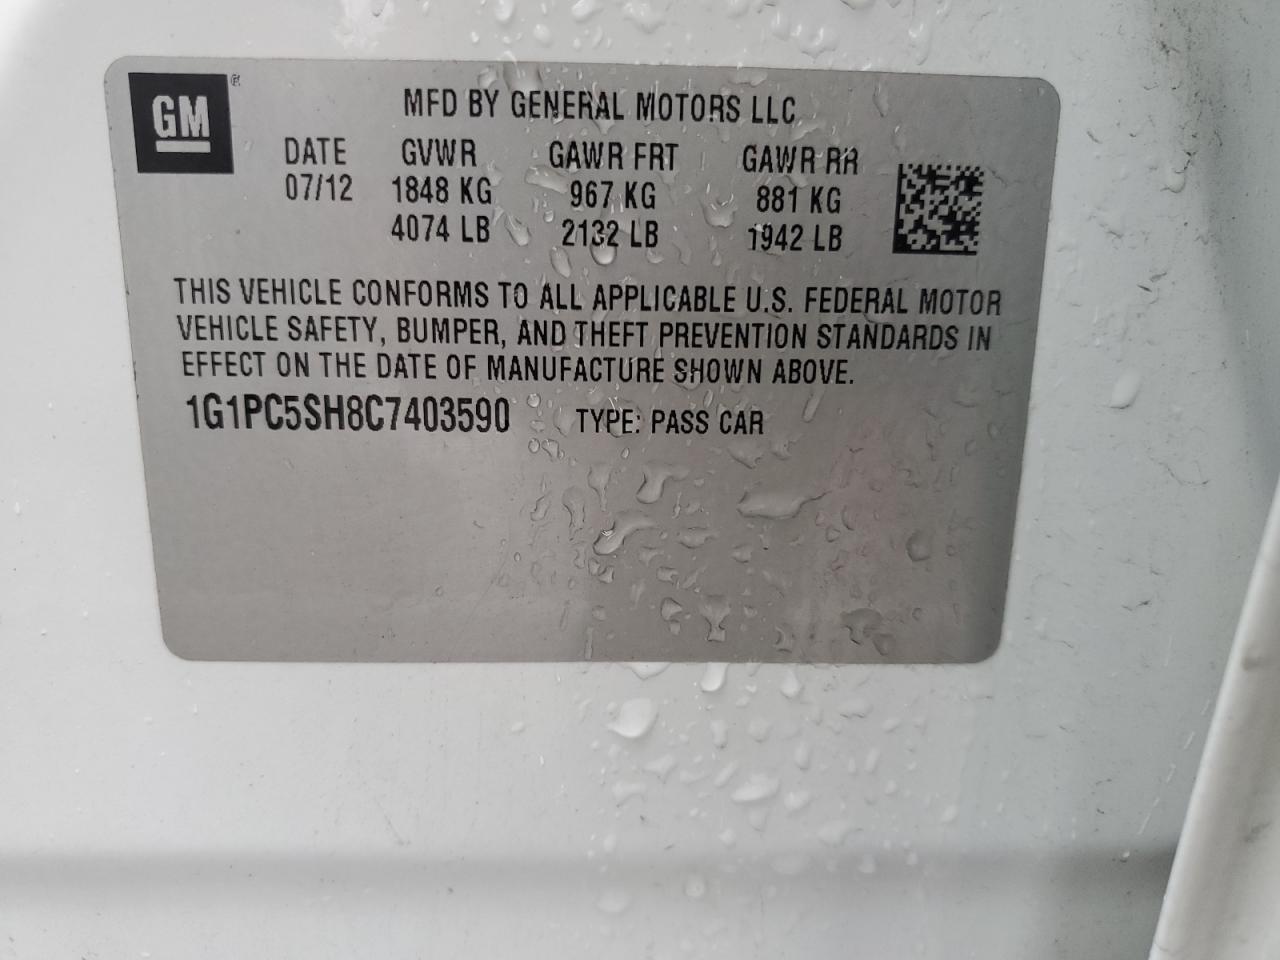 GM®
MFD BY GENERAL MOTORS LLC
DATE GVWR GAWR FRT GAWR RR
07/12 1848 KG 967 KG 881 KG
4074 LB 2132 LB 1942 LB
THIS VEHICLE CONFORMS TO ALL APPLICABLE U.S. FEDERAL MOTOR
VEHICLE SAFETY, BUMPER, AND THEFT PREVENTION STANDARDS IN
EFFECT ON THE DATE OF MANUFACTURE SHOWN ABOVE.
1G1PC5SH8C7403590 TYPE: PASS CAR